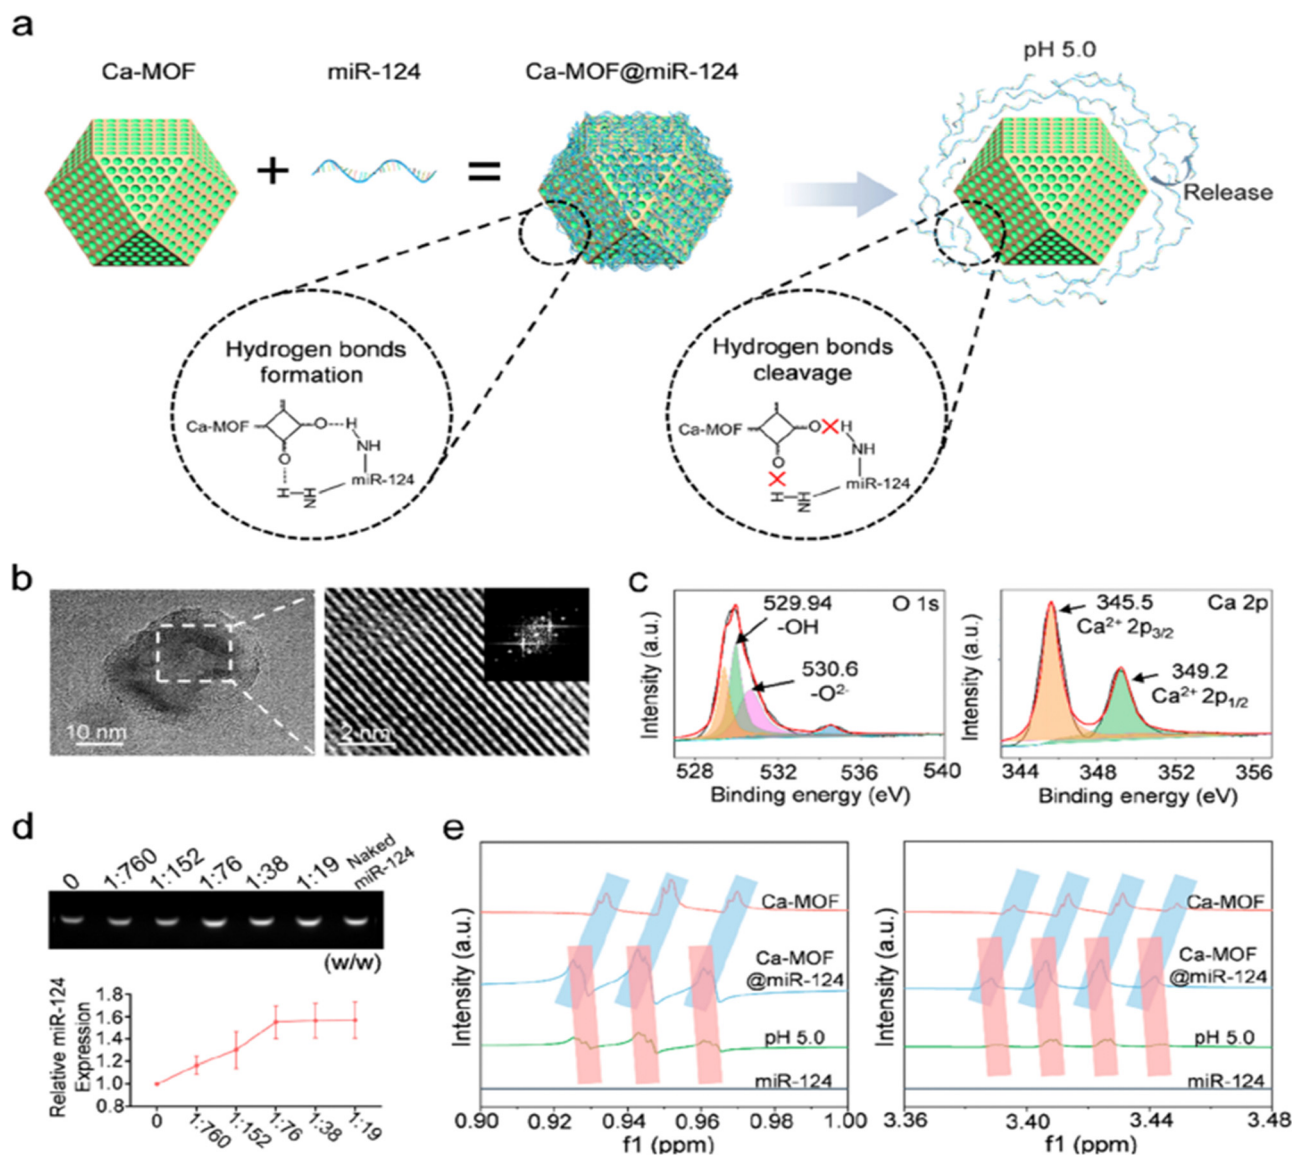 a
Ca-MOF
miR-124
Ca-MOF@miR-124
pH 5.0
+
=
Release
Hydrogen bonds
formation
Ca-MOF
O
H
O
NH
miR-124
H
H
N
Hydrogen bonds
cleavage
Ca-MOF
O
H
O
NH
miR-124
H
H
N
b
10 nm
2 nm
c
O 1s
529.94
-OH
530.6
-O²⁻
Intensity (a.u.)
528 532 536 540
Binding energy (eV)
Ca 2p
345.5
Ca²⁺ 2p₃/₂
349.2
Ca²⁺ 2p₁/₂
Intensity (a.u.)
344 348 352 356
Binding energy (eV)
d
0 1:760 1:152 1:76 1:38 1:19 Naked
miR-124
(w/w)
Relative miR-124
Expression
1.8
1.6
1.4
1.2
1.0
0.8
0 1:760 1:152 1:76 1:38 1:19
e
Intensity (a.u.)
Ca-MOF
Ca-MOF
@miR-124
pH 5.0
miR-124
0.90 0.92 0.94 0.96 0.98 1.00
f1 (ppm)
Intensity (a.u.)
Ca-MOF
Ca-MOF
@miR-124
pH 5.0
miR-124
3.36 3.40 3.44 3.48
f1 (ppm)